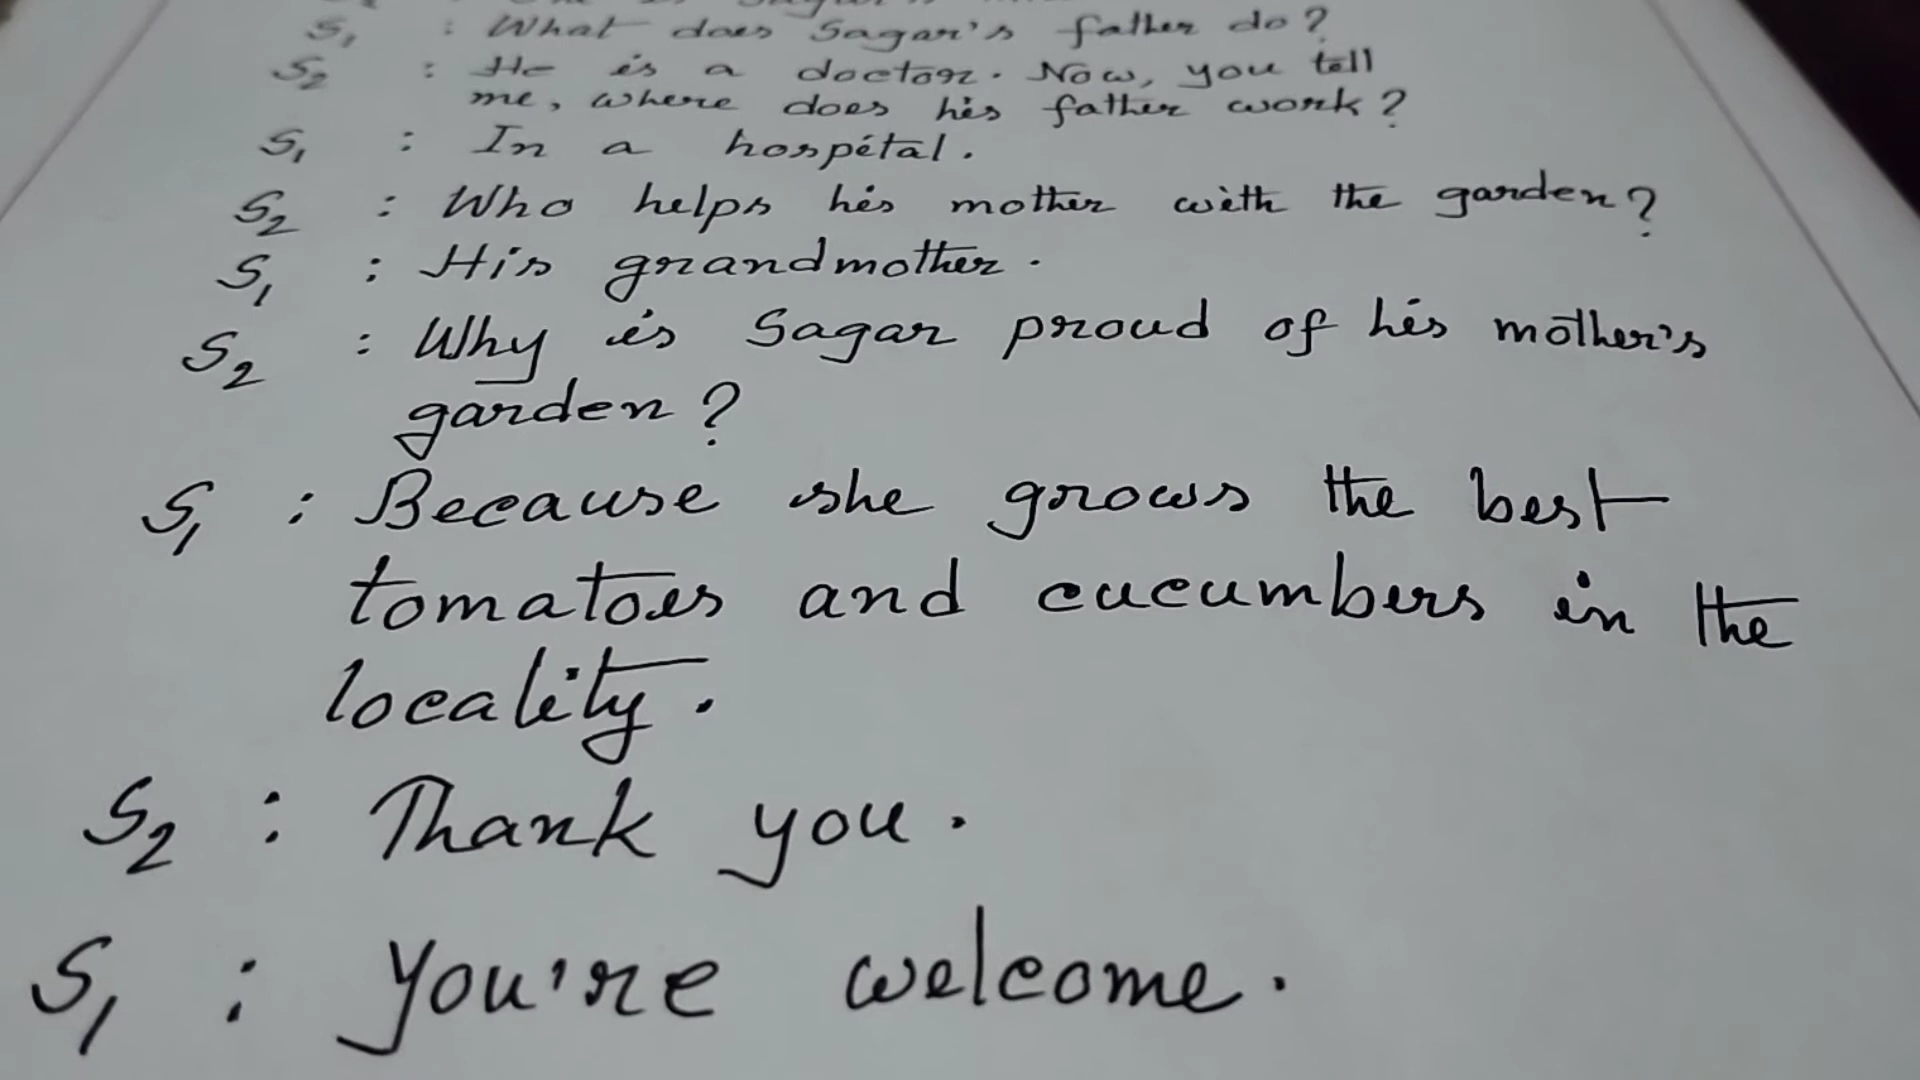 S1 : What does Sagar's father do?
S2 : He is a doctor. Now, you tell
me, where does his father work?
S1 : In a hospital.
S2 : Who helps his mother with the garden?
S1 : His grandmother.
S2 : Why is Sagar proud of his mother's
garden?
S1 : Because she grows the best
tomatoes and cucumbers in the
locality.
S2 : Thank you.
S1 : You're welcome.